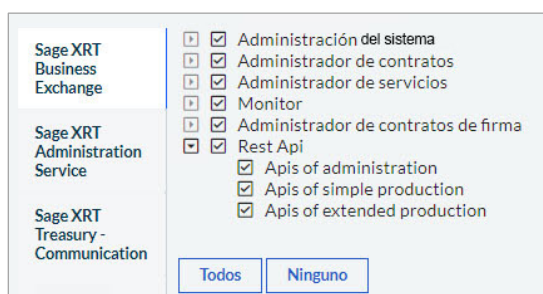 Sage XRT
Business
Exchange
Sage XRT
Administration
Service
Sage XRT
Treasury -
Communication
Administración del sistema
Administrador de contratos
Administrador de servicios
Monitor
Administrador de contratos de firma
Rest Api
Apis of administration
Apis of simple production
Apis of extended production
Todos
Ninguno